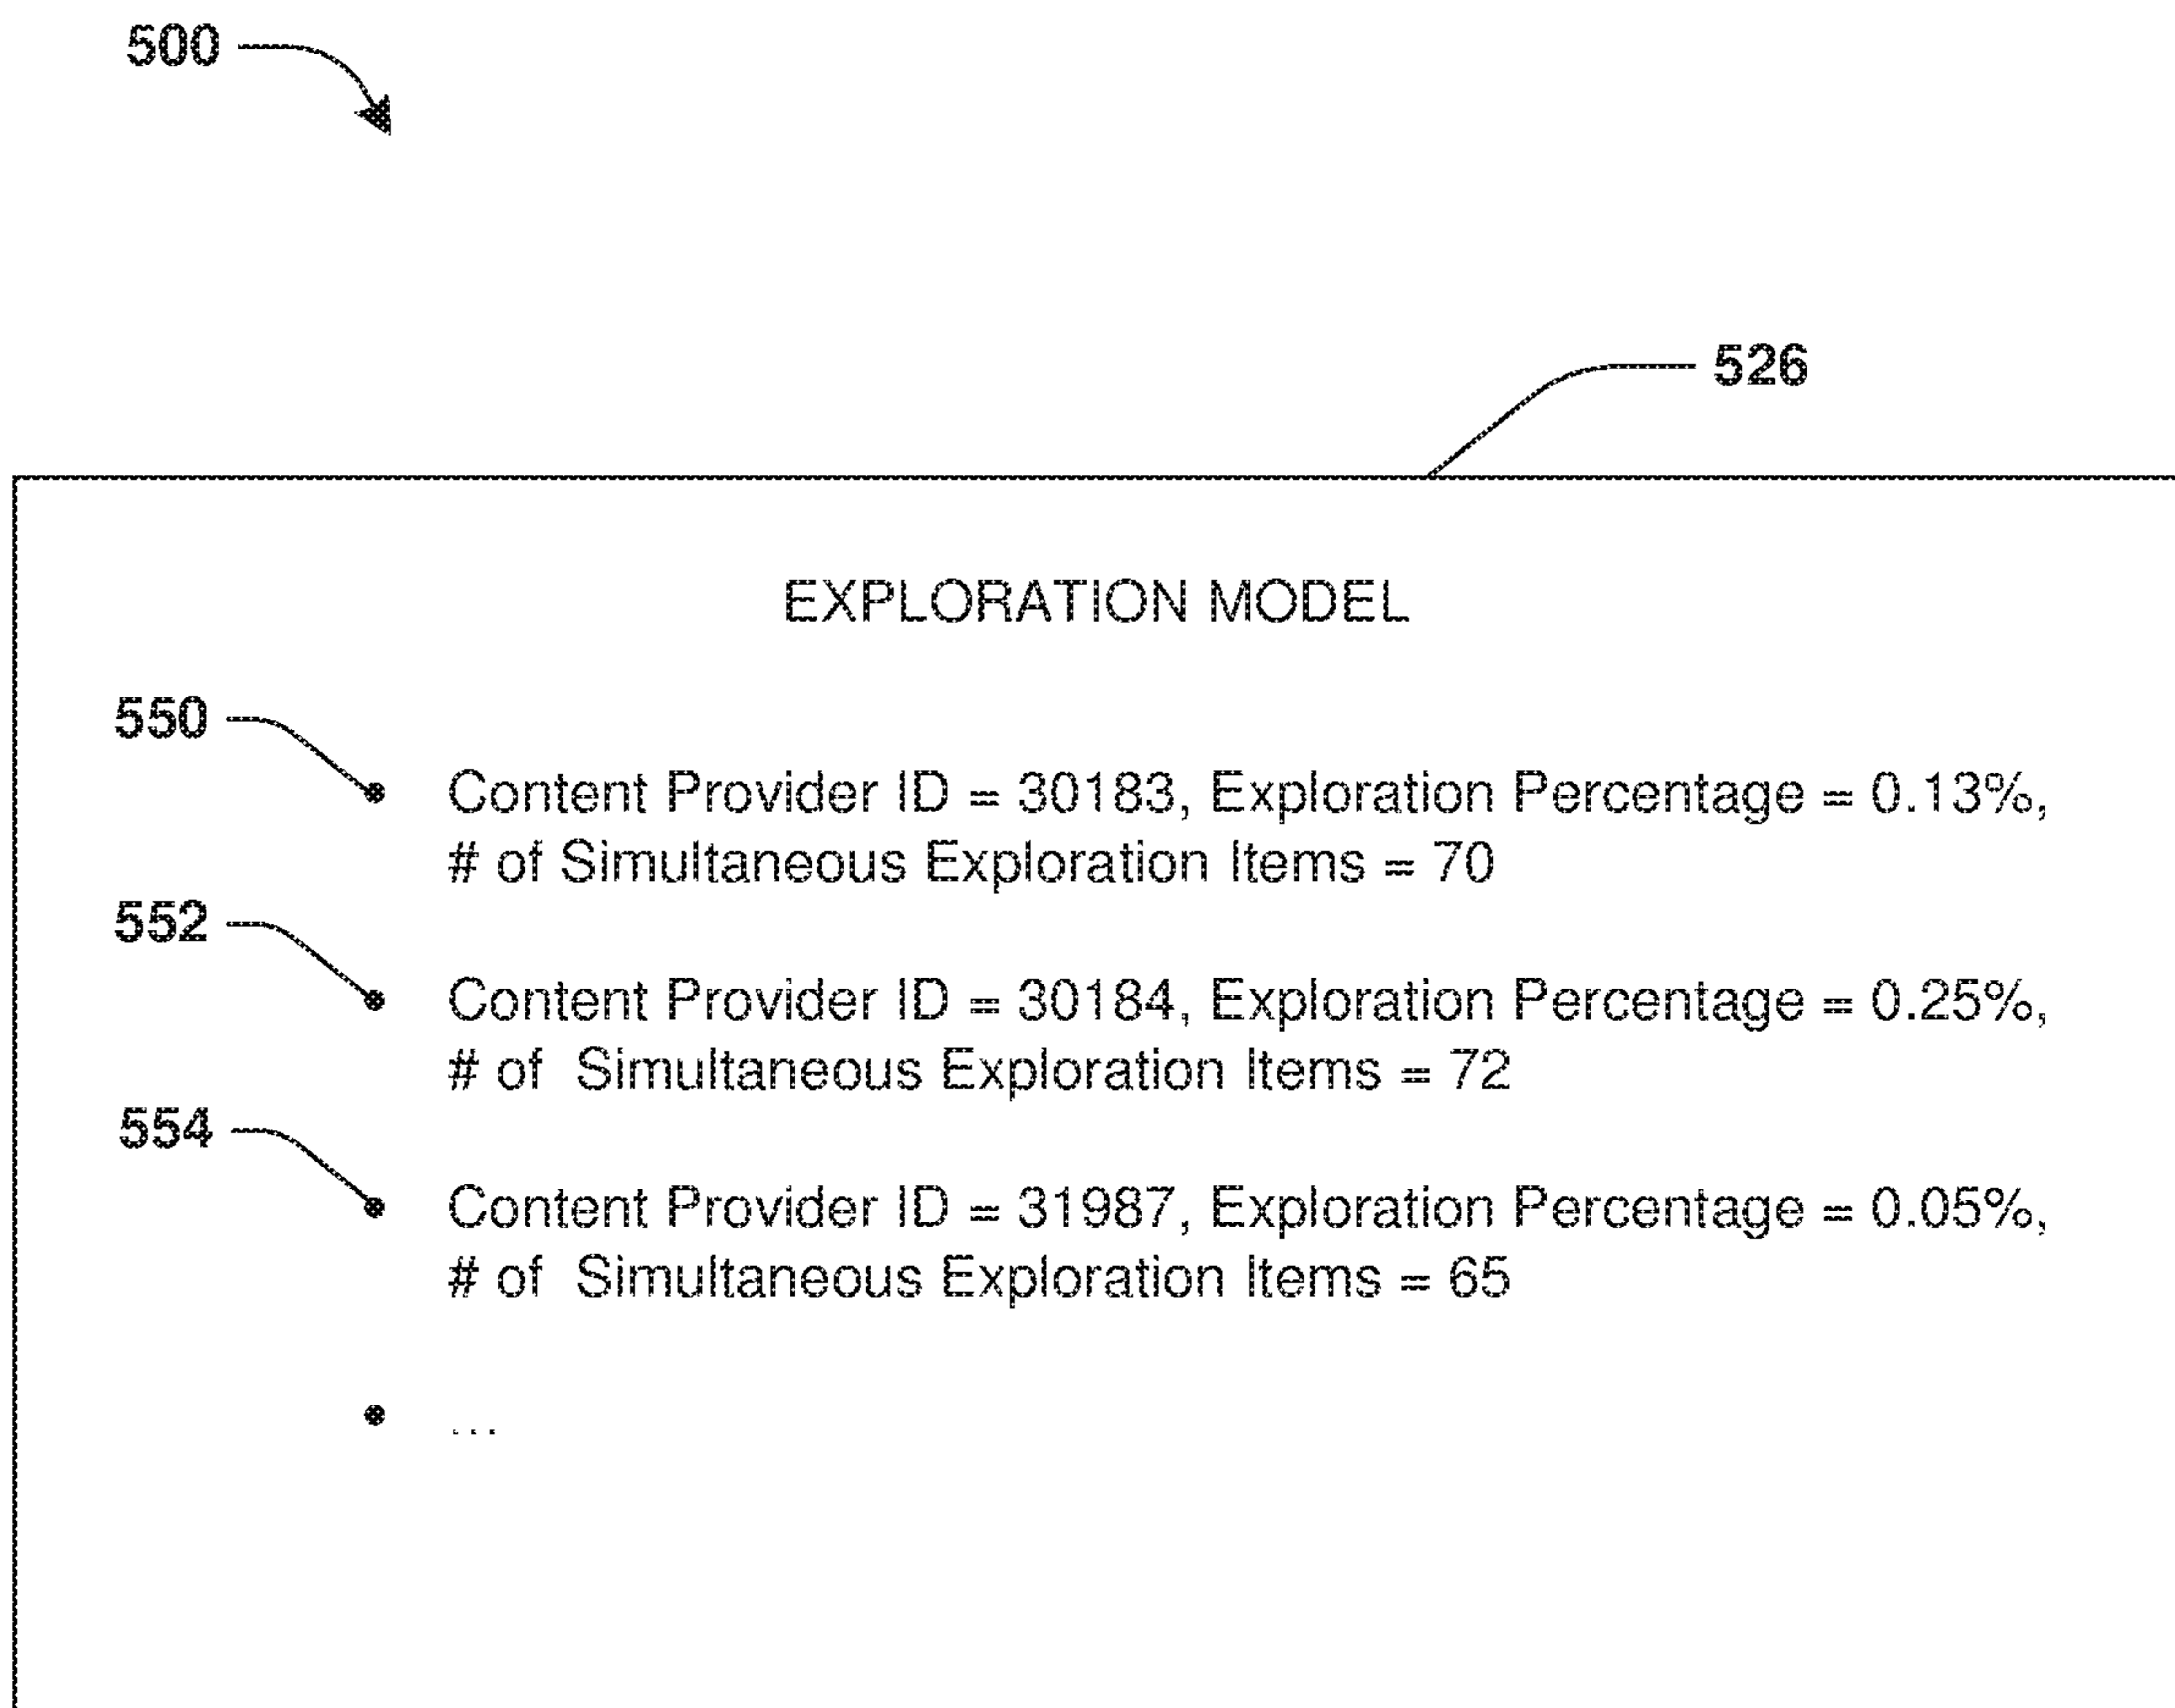 500
526
EXPLORATION MODEL
550
• Content Provider ID = 30183, Exploration Percentage = 0.13%,
# of Simultaneous Exploration Items = 70
552
• Content Provider ID = 30184, Exploration Percentage = 0.25%,
# of Simultaneous Exploration Items = 72
554
• Content Provider ID = 31987, Exploration Percentage = 0.05%,
# of Simultaneous Exploration Items = 65
• ...